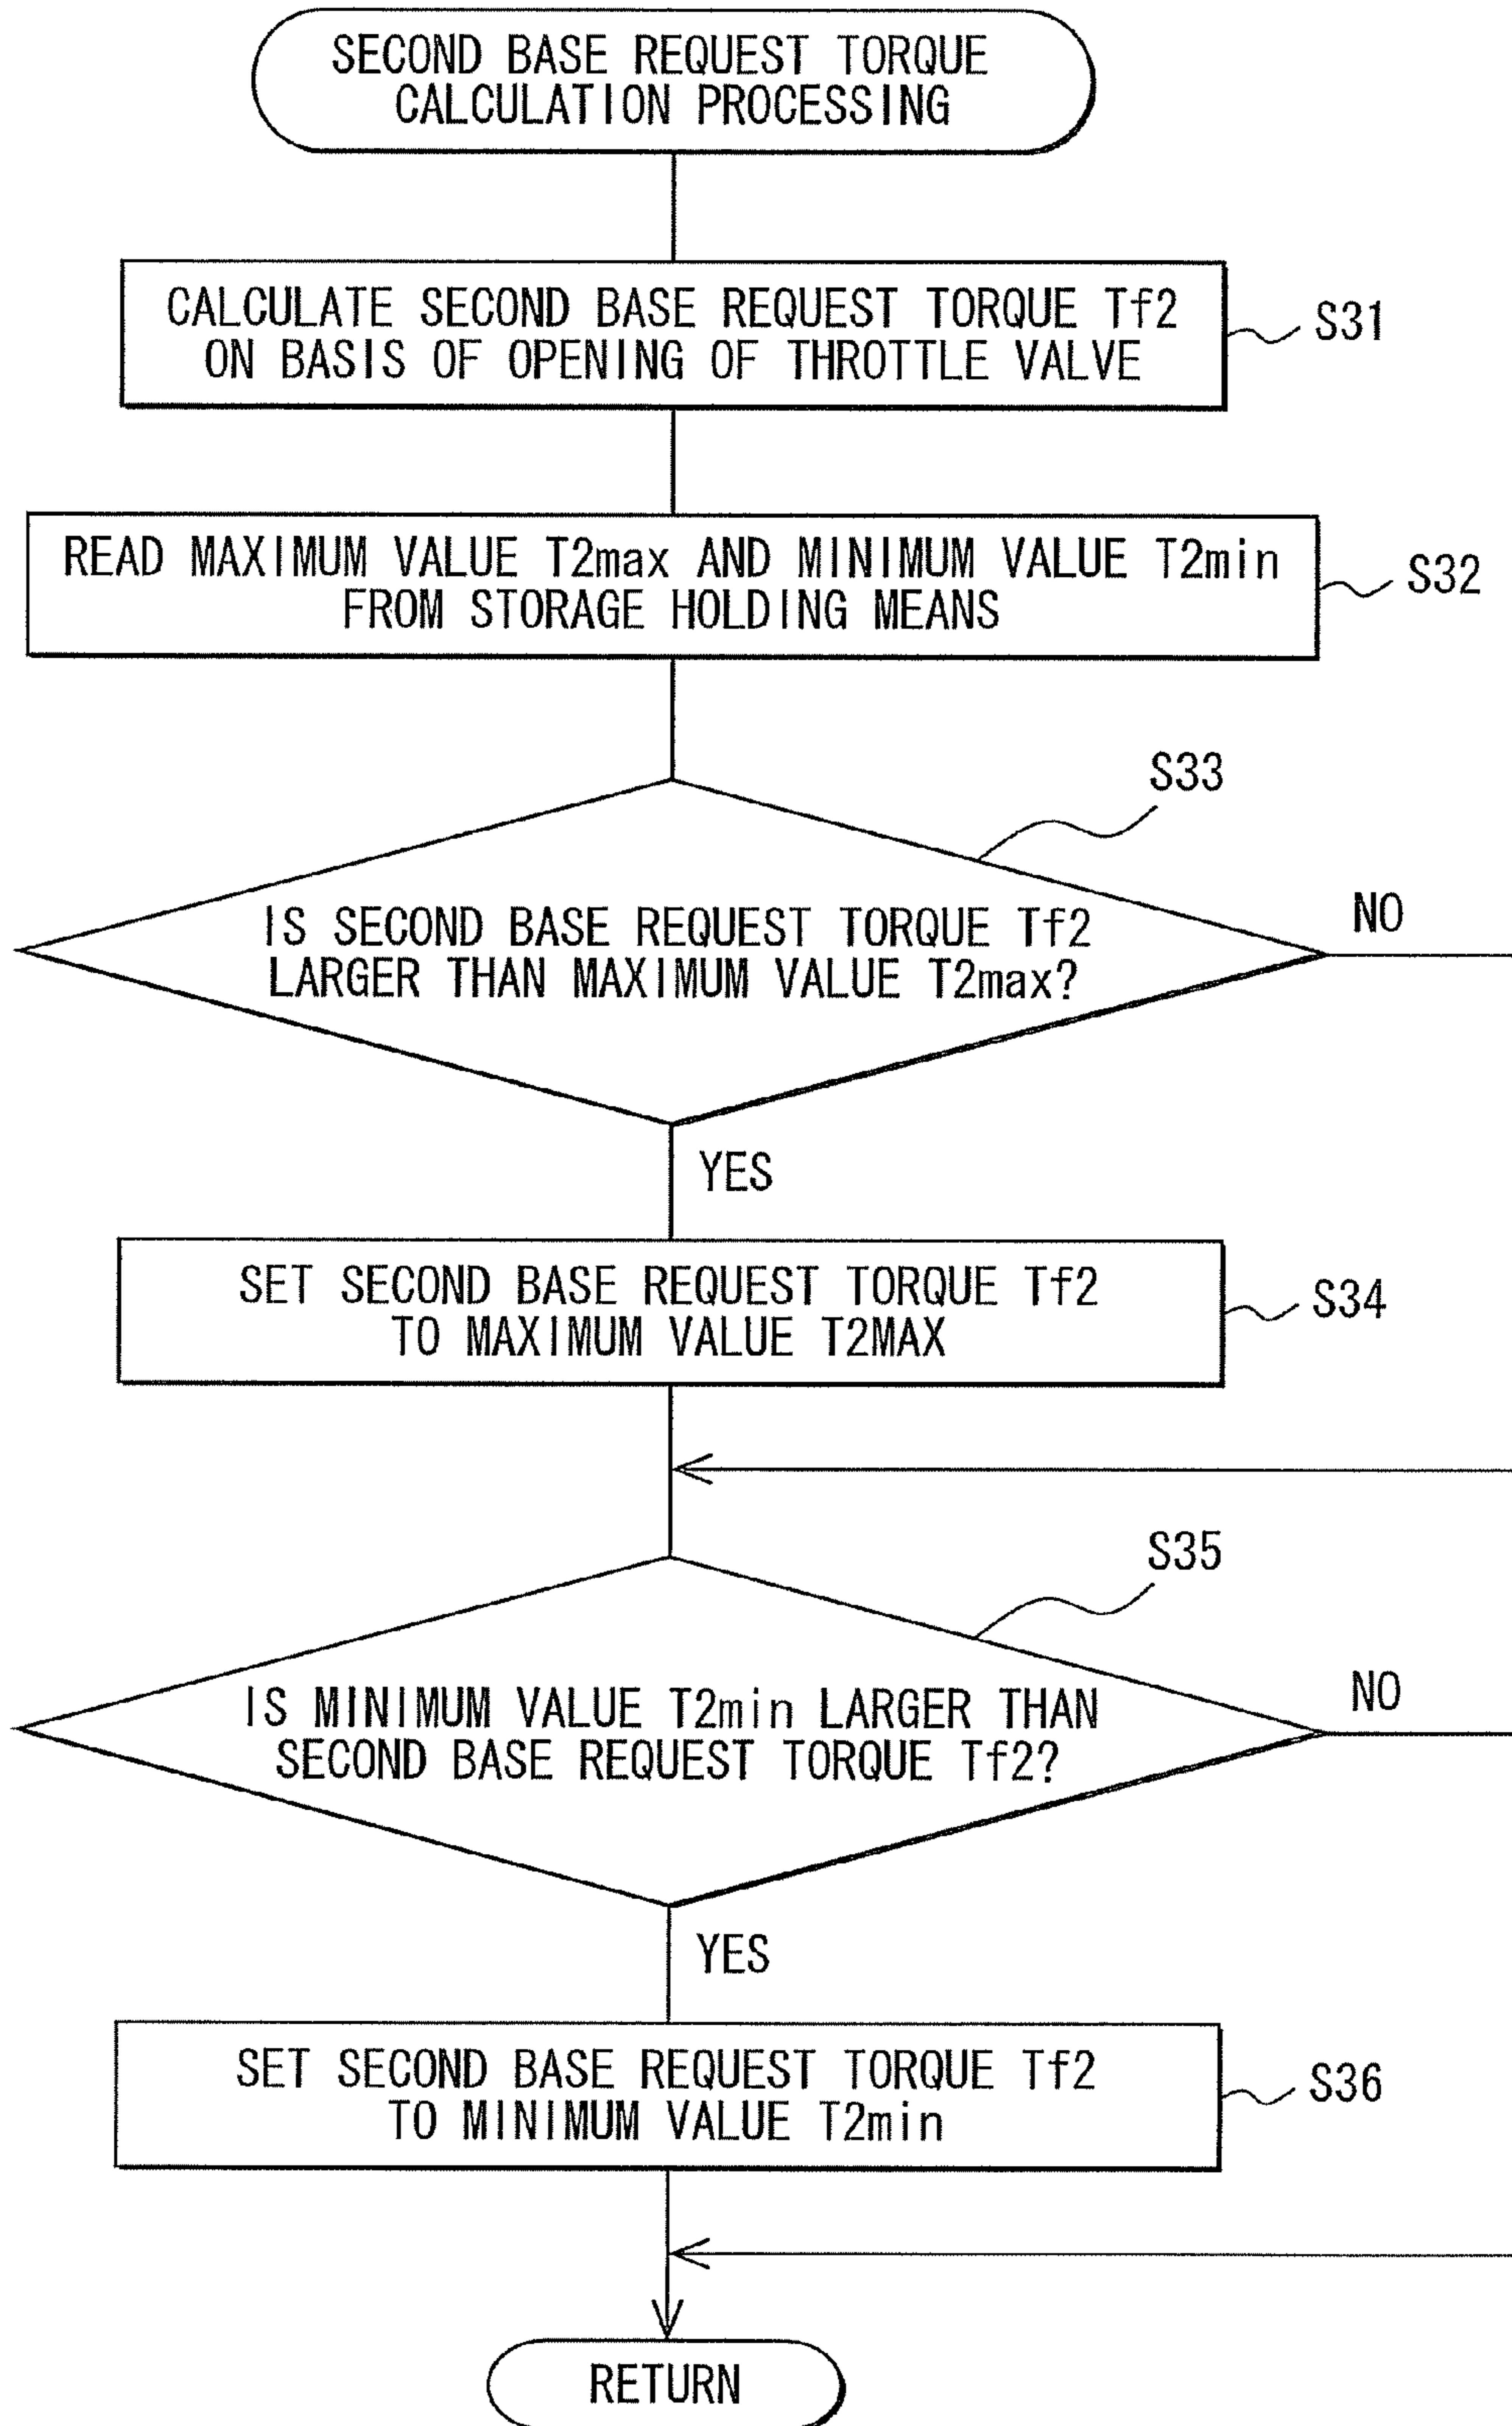 SECOND BASE REQUEST TORQUE
CALCULATION PROCESSING
CALCULATE SECOND BASE REQUEST TORQUE Tf2
ON BASIS OF OPENING OF THROTTLE VALVE
S31
READ MAXIMUM VALUE T2max AND MINIMUM VALUE T2min
FROM STORAGE HOLDING MEANS
S32
S33
IS SECOND BASE REQUEST TORQUE Tf2
LARGER THAN MAXIMUM VALUE T2max?
NO
YES
SET SECOND BASE REQUEST TORQUE Tf2
TO MAXIMUM VALUE T2MAX
S34
S35
IS MINIMUM VALUE T2min LARGER THAN
SECOND BASE REQUEST TORQUE Tf2?
NO
YES
SET SECOND BASE REQUEST TORQUE Tf2
TO MINIMUM VALUE T2min
S36
RETURN